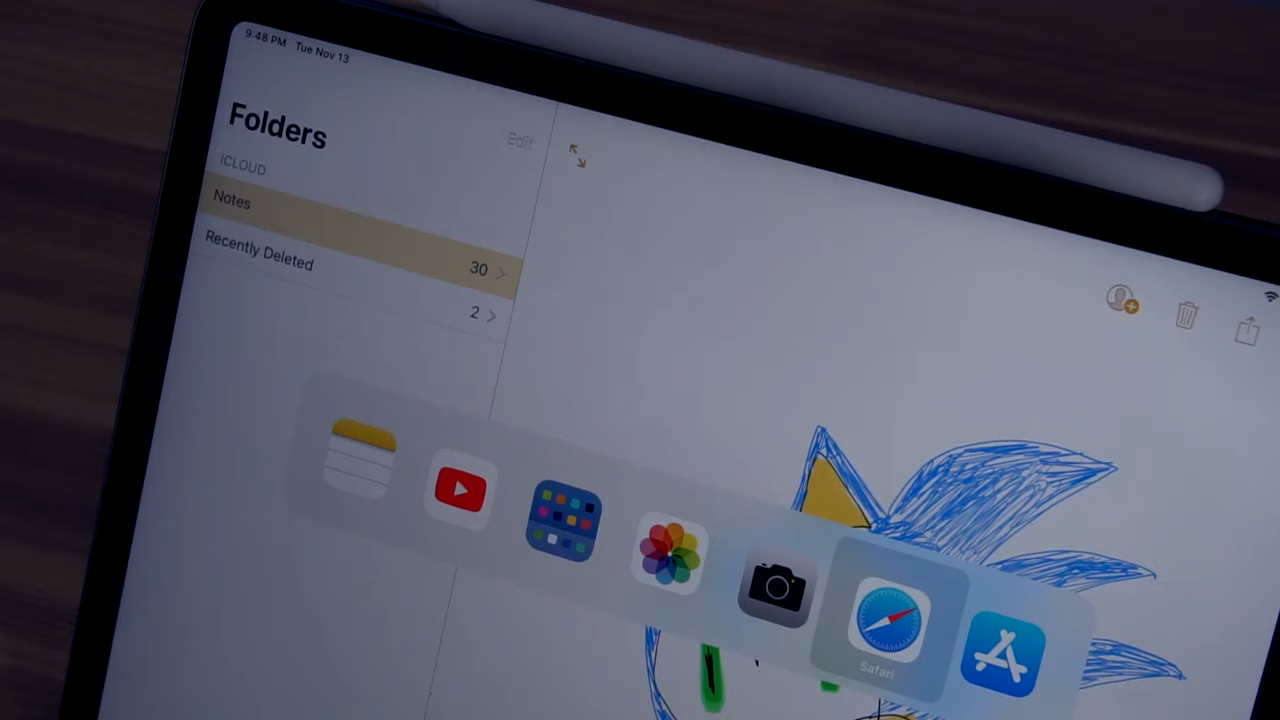 9:48 PM Tue Nov 13
Folders
Edit
ICLOUD
Notes
30
Recently Deleted
2
Safari